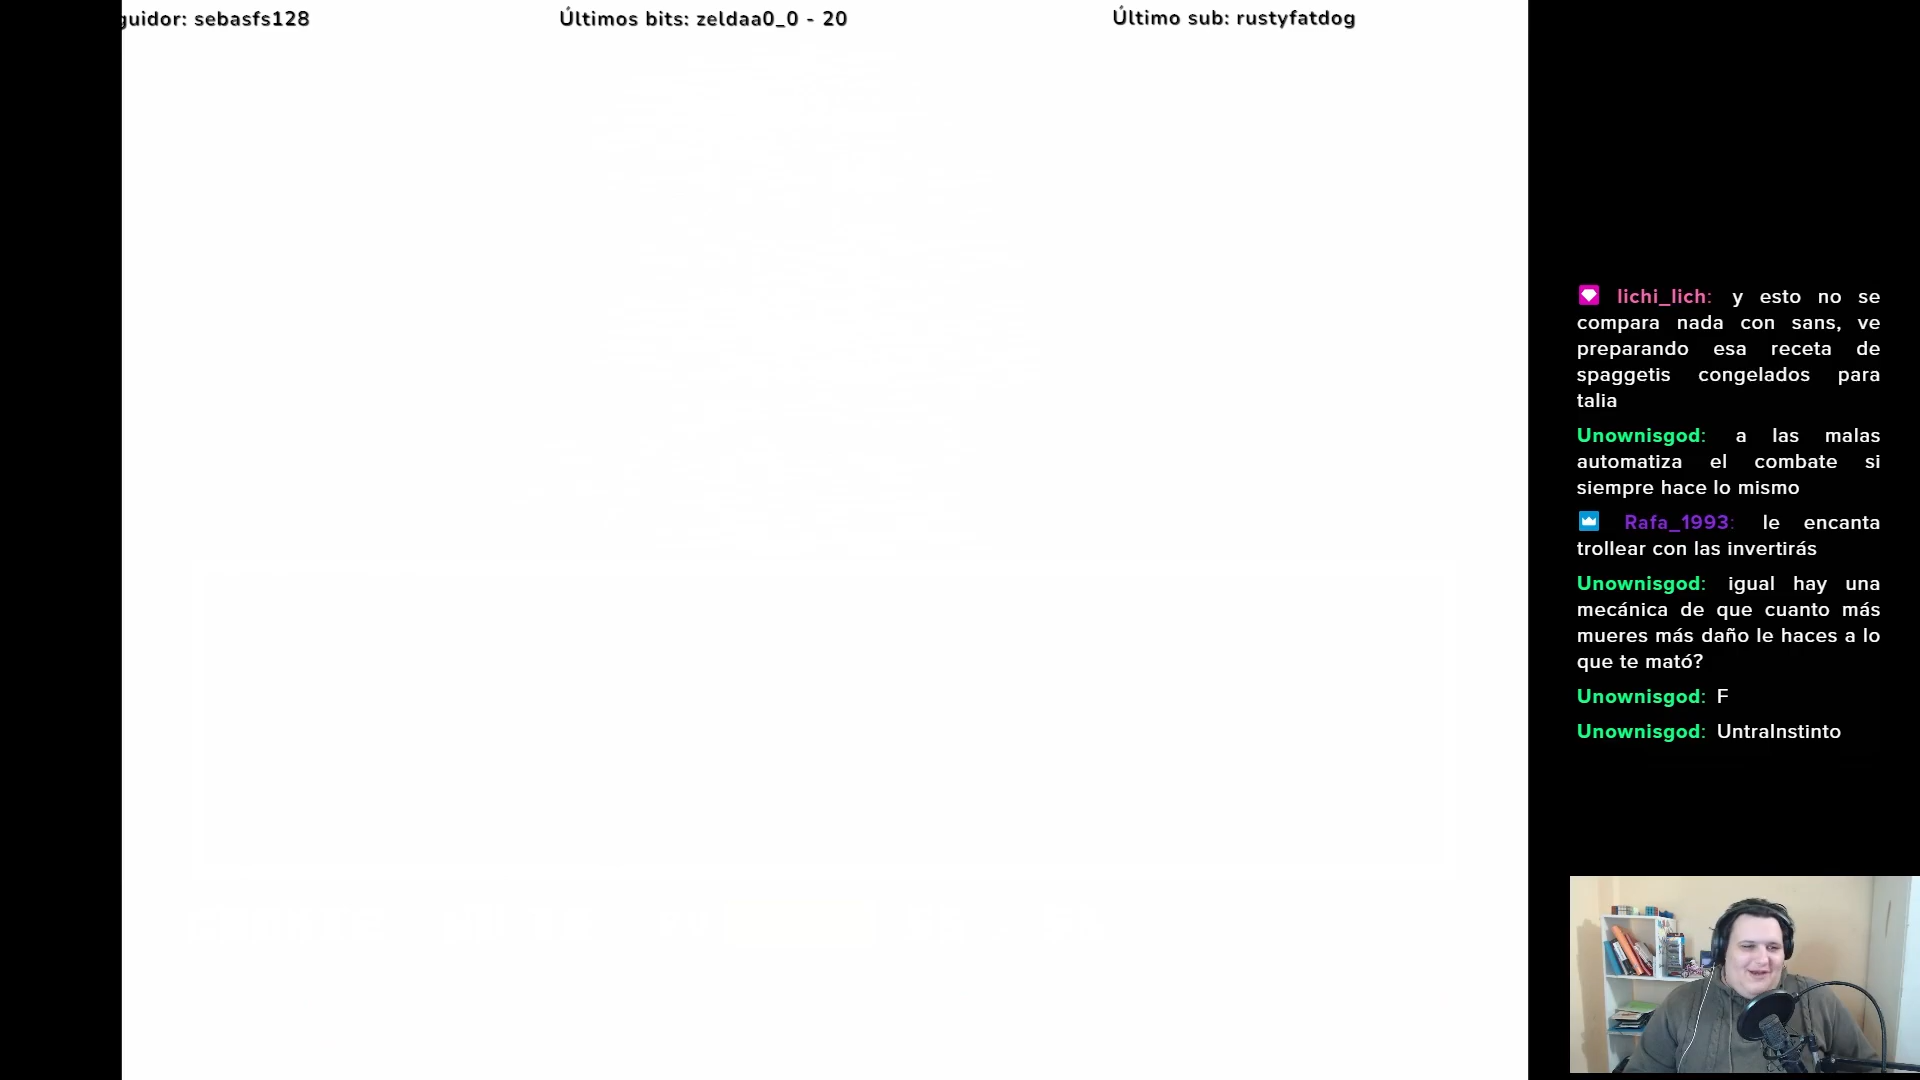 guidor: sebasfs128
Últimos bits: zeldaa0_0 - 20
Último sub: rustyfatdog
lichi_lich: y esto no se
compara nada con sans, ve
preparando esa receta de
spaggetis congelados para
talia
Unownisgod: a las malas
automatiza el combate si
siempre hace lo mismo
Rafa_1993: le encanta
trollear con las invertirás
Unownisgod: igual hay una
mecánica de que cuanto más
mueres más daño le haces a lo
que te mató?
Unownisgod: F
Unownisgod: UntraInstinto